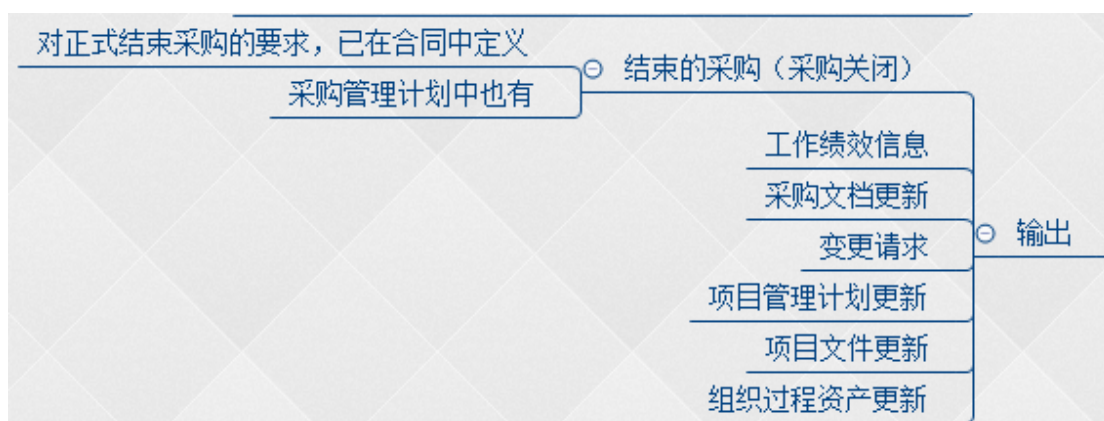 对正式结束采购的要求，已在合同中定义
结束的采购（采购关闭）
采购管理计划中也有
工作绩效信息
采购文档更新
变更请求
输出
项目管理计划更新
项目文件更新
组织过程资产更新